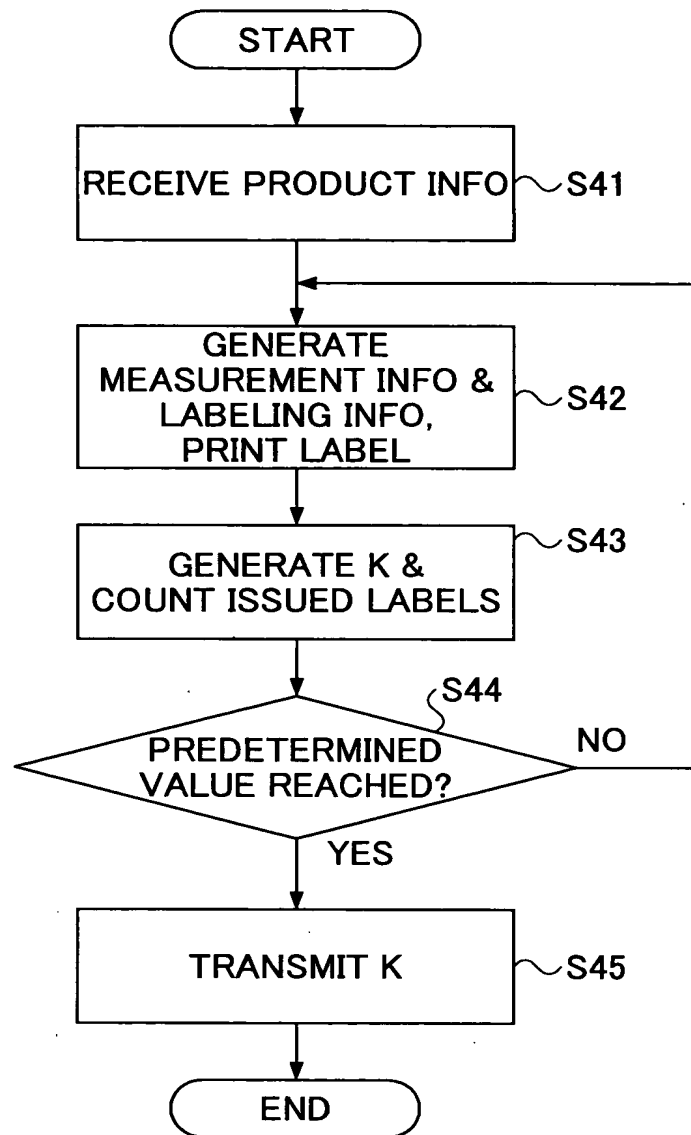 START
RECEIVE PRODUCT INFO
S41
GENERATE
MEASUREMENT INFO &
LABELING INFO,
PRINT LABEL
S42
GENERATE K &
COUNT ISSUED LABELS
S43
S44
PREDETERMINED
VALUE REACHED?
NO
YES
TRANSMIT K
S45
END